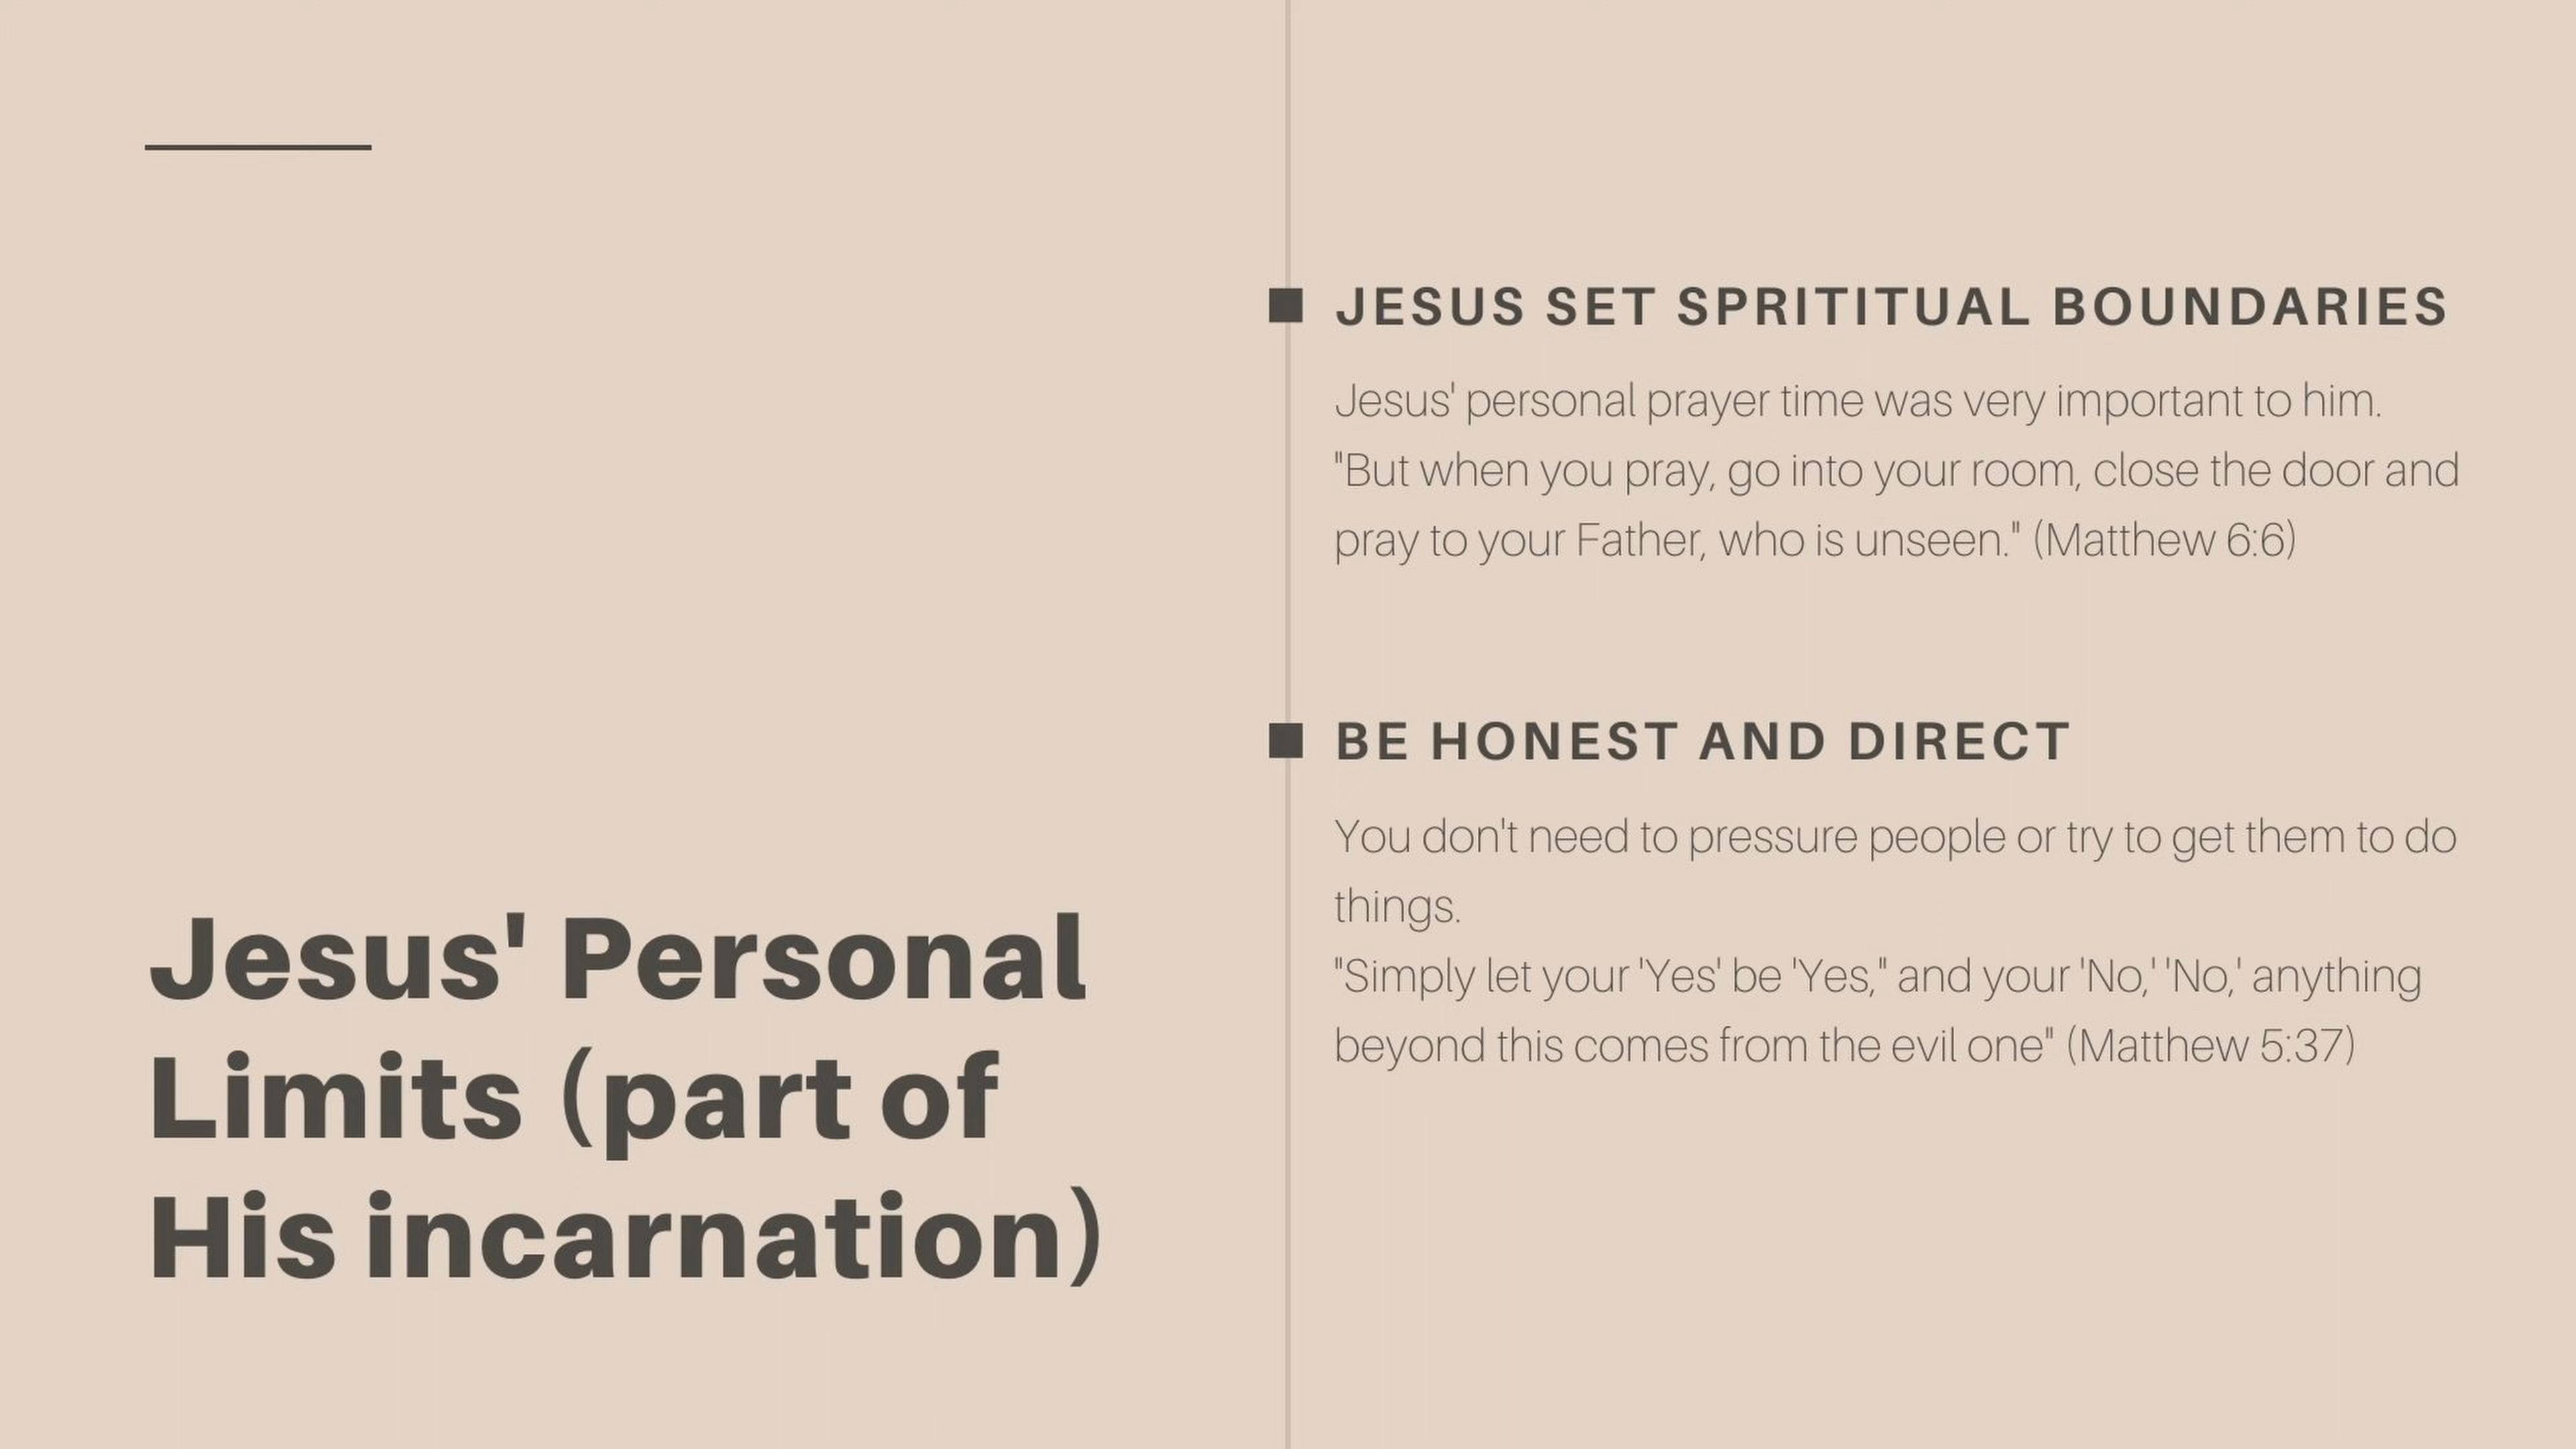 Jesus' Personal
Limits (part of
His incarnation)
JESUS SET SPRITITUAL BOUNDARIES
Jesus' personal prayer time was very important to him.
"But when you pray, go into your room, close the door and
pray to your Father, who is unseen." (Matthew 6:6)
BE HONEST AND DIRECT
You don't need to pressure people or try to get them to do
things.
"Simply let your 'Yes' be 'Yes," and your 'No,' 'No,' anything
beyond this comes from the evil one" (Matthew 5:37)